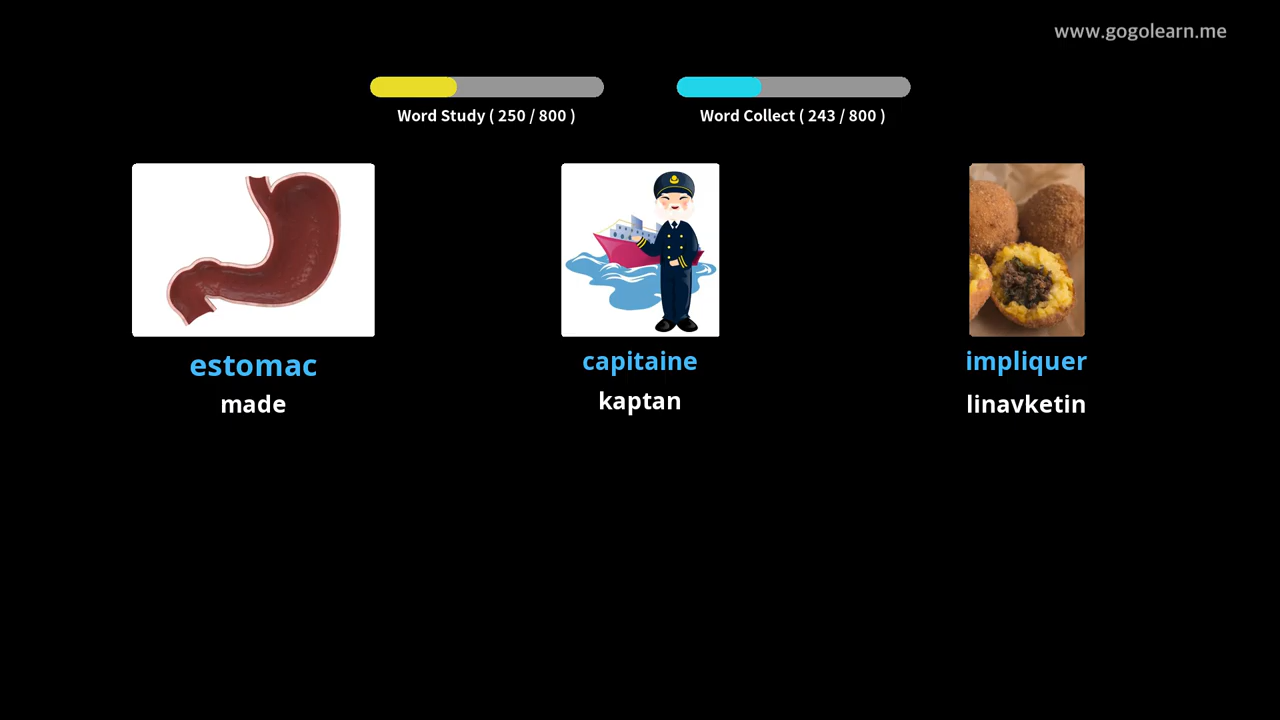 www.gogolearn.me
Word Study ( 250 / 800 )
Word Collect ( 243 / 800 )
estomac
made
capitaine
kaptan
impliquer
linavketin